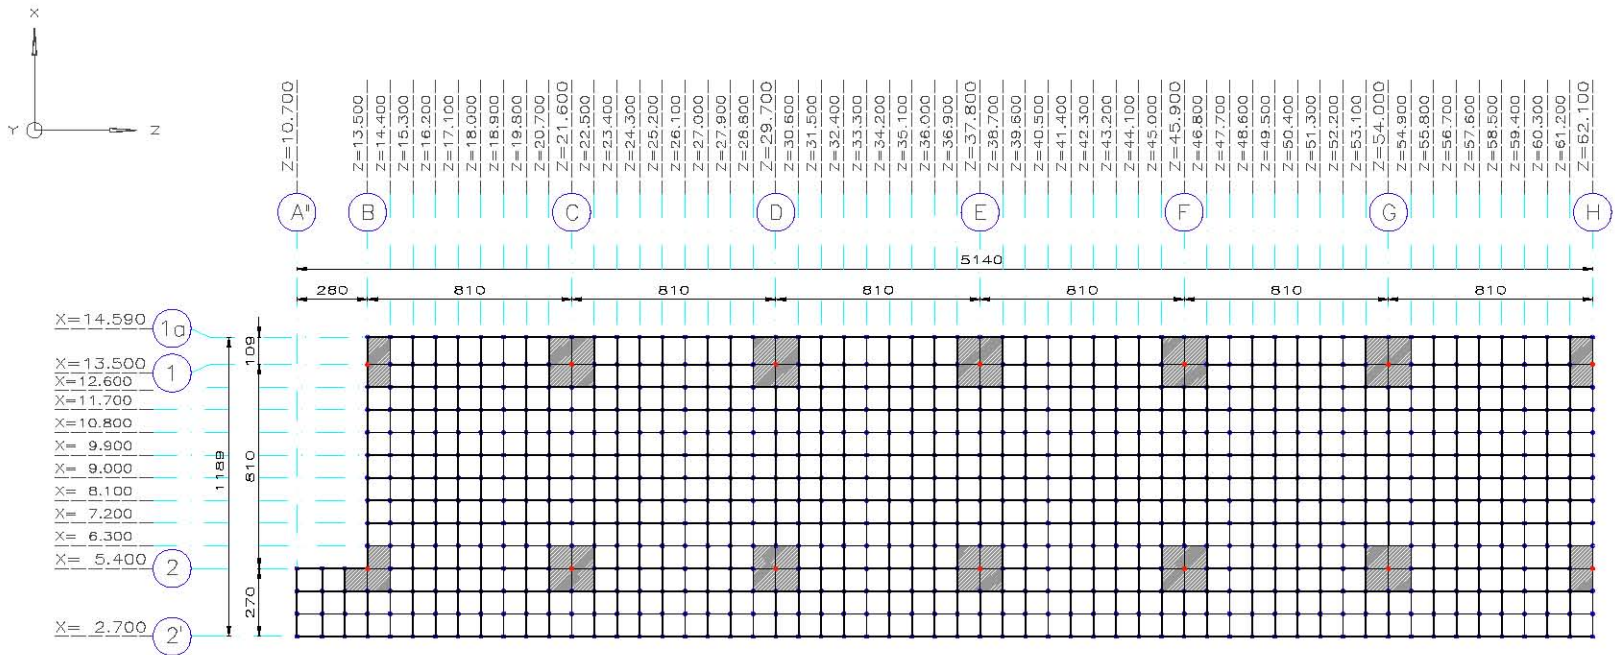 X
Y
Z
Z=10.700
Z=13.500
Z=14.400
Z=15.300
Z=16.200
Z=17.100
Z=18.000
Z=18.900
Z=19.800
Z=20.700
Z=21.600
Z=22.500
Z=23.400
Z=24.300
Z=25.200
Z=26.100
Z=27.000
Z=27.900
Z=28.800
Z=29.700
Z=30.600
Z=31.500
Z=32.400
Z=33.300
Z=34.200
Z=35.100
Z=36.000
Z=36.900
Z=37.800
Z=38.700
Z=39.600
Z=40.500
Z=41.400
Z=42.300
Z=43.200
Z=44.100
Z=45.000
Z=45.900
Z=46.800
Z=47.700
Z=48.600
Z=49.500
Z=50.400
Z=51.300
Z=52.200
Z=53.100
Z=54.000
Z=54.900
Z=55.800
Z=56.700
Z=57.600
Z=58.500
Z=59.400
Z=60.300
Z=61.200
Z=62.100
A" B C D E F G H
5140
280 810 810 810 810 810 810
X=14.590 1a
109
X=13.500 1
X=12.600
X=11.700
X=10.800
X= 9.900
X= 9.000
1189 810
X= 8.100
X= 7.200
X= 6.300
X= 5.400 2
270
X= 2.700 2'